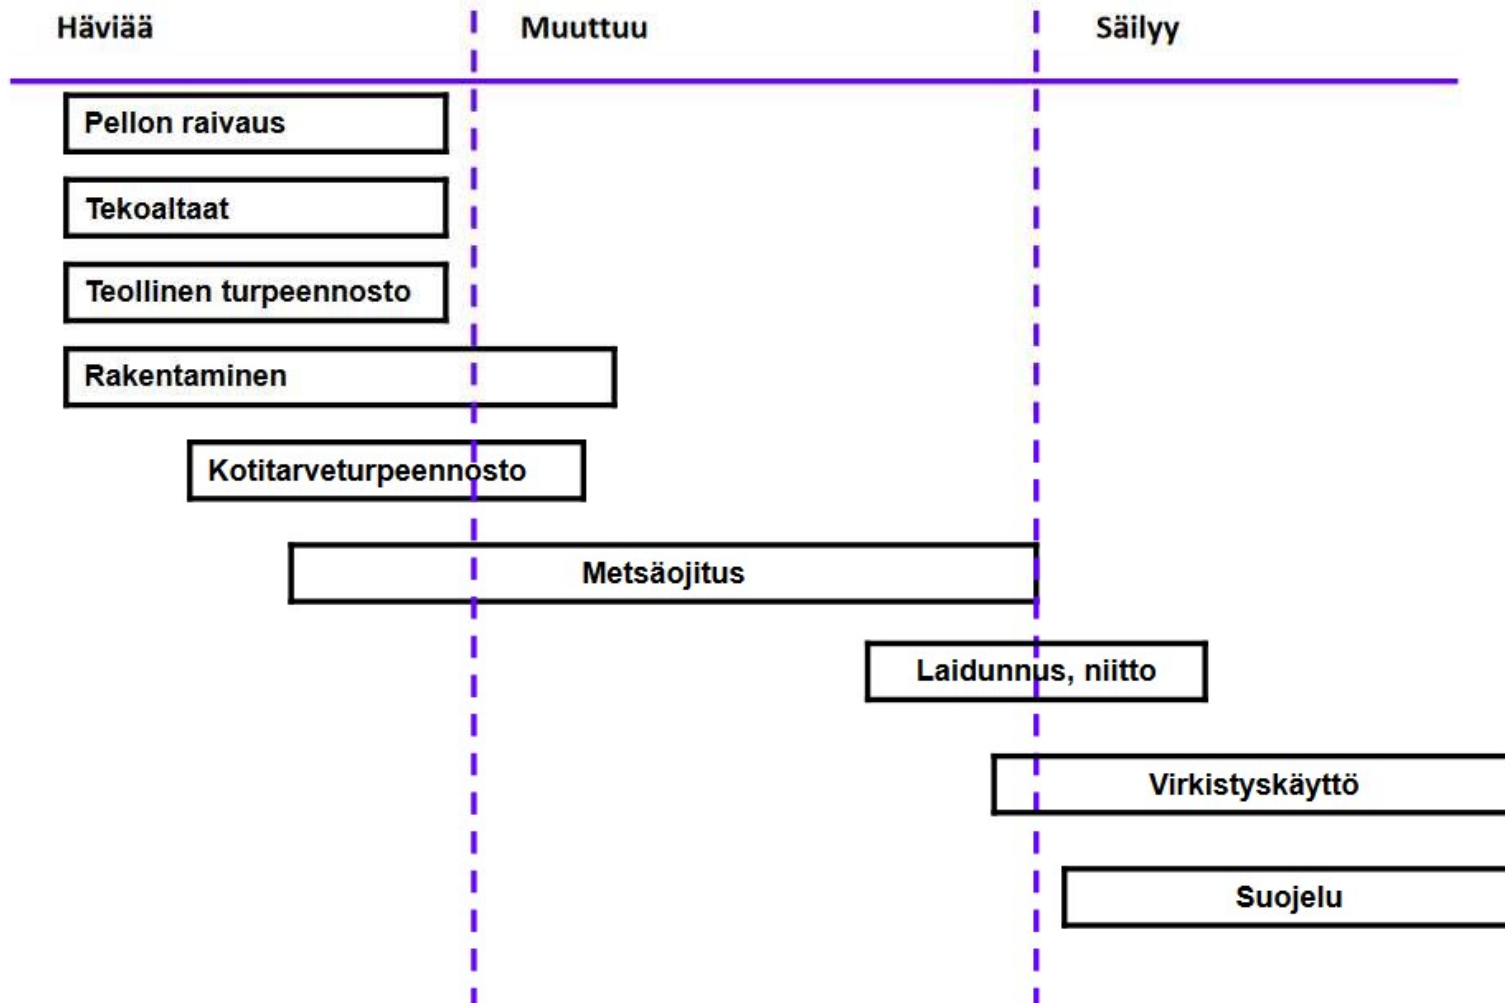 Häviää Muuttuu Säilyy
Pellon raivaus
Tekoaltaat
Teollinen turpeennosto
Rakentaminen
Kotitarveturpeennosto
Metsäojitus
Laidunnus, niitto
Virkistyskäyttö
Suojelu